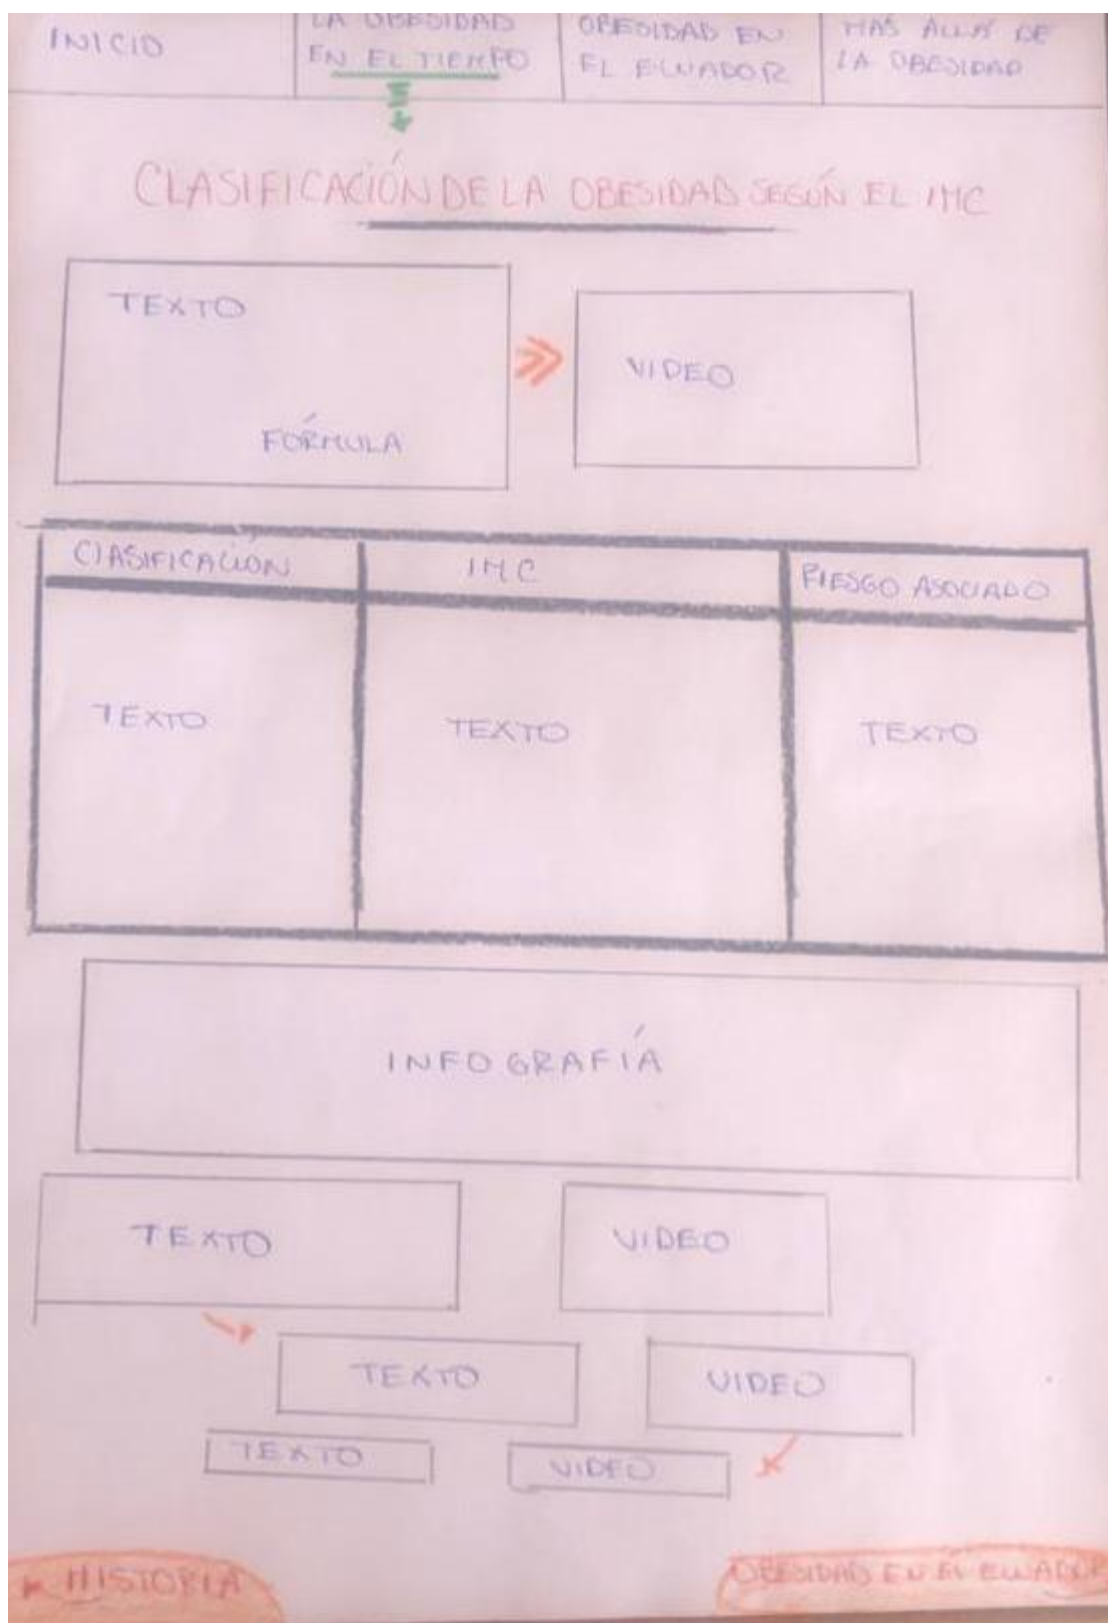 INICIO
LA OBESIDAD
EN EL TIEMPO
OBESIDAD EN
EL ECUADOR
MAS ALLÁ DE
LA OBESIDAD
CLASIFICACIÓN DE LA OBESIDAD SEGÚN EL IMC
TEXTO
FÓRMULA
VIDEO
CLASIFICACIÓN
IMC
RIESGO ASOCIADO
TEXTO
TEXTO
TEXTO
INFOGRAFÍA
TEXTO
VIDEO
TEXTO
VIDEO
TEXTO
VIDEO
HISTORIA
OBESIDAD EN EL ECUADOR